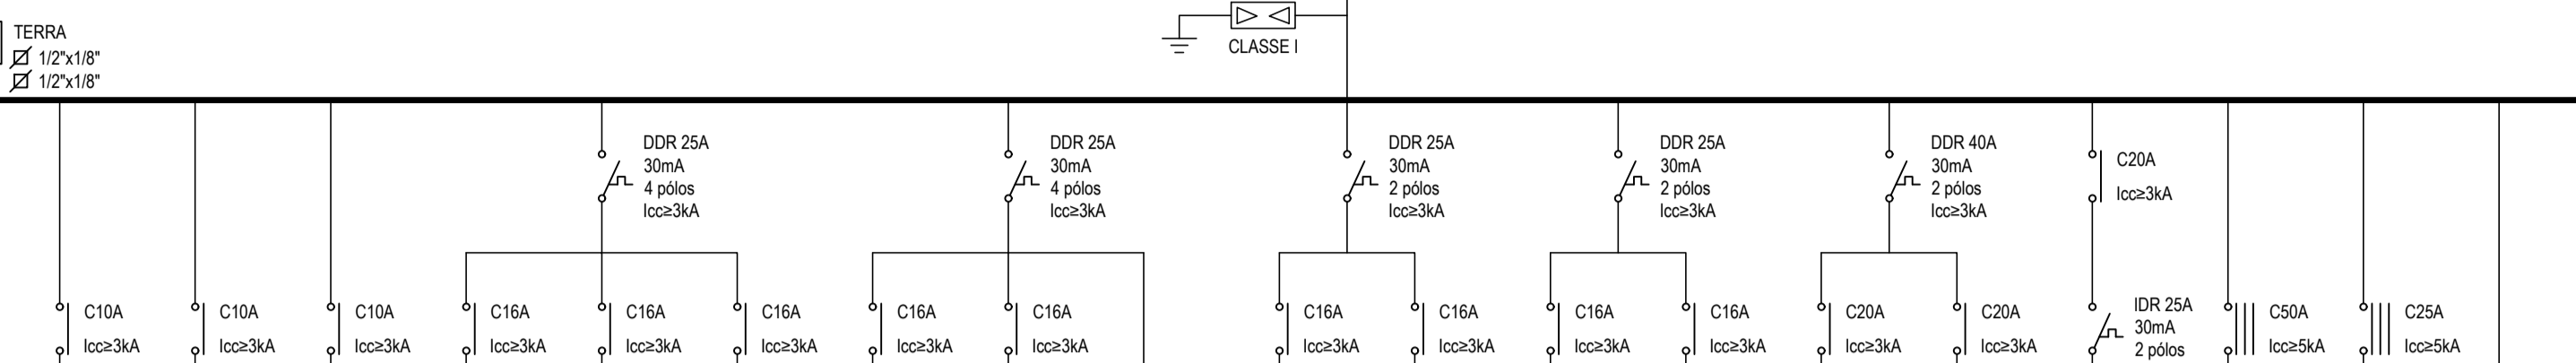 TERRA
1/2"x1/8"
1/2"x1/8"
CLASSE I
DDR 25A
30mA
4 pólos
Icc≥3kA
DDR 25A
30mA
4 pólos
Icc≥3kA
DDR 25A
30mA
2 pólos
Icc≥3kA
DDR 25A
30mA
2 pólos
Icc≥3kA
DDR 40A
30mA
2 pólos
Icc≥3kA
C20A
Icc≥3kA
C10A
Icc≥3kA
C10A
Icc≥3kA
C10A
Icc≥3kA
C16A
Icc≥3kA
C16A
Icc≥3kA
C16A
Icc≥3kA
C16A
Icc≥3kA
C16A
Icc≥3kA
C16A
Icc≥3kA
C16A
Icc≥3kA
C16A
Icc≥3kA
C16A
Icc≥3kA
C20A
Icc≥3kA
C20A
Icc≥3kA
IDR 25A
30mA
2 pólos
C50A
Icc≥5kA
C25A
Icc≥5kA